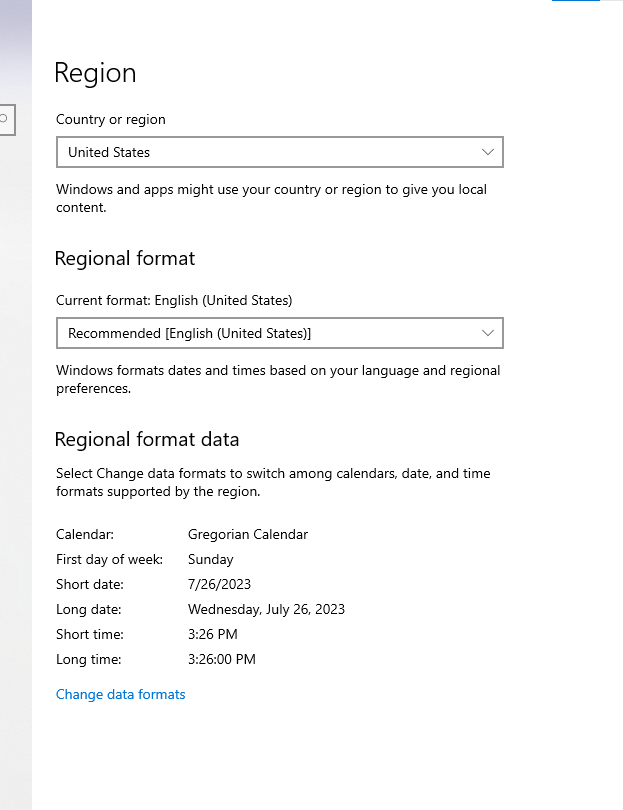 Region
Country or region
United States
Windows and apps might use your country or region to give you local
content.
Regional format
Current format: English (United States)
Recommended [English (United States)]
Windows formats dates and times based on your language and regional
preferences.
Regional format data
Select Change data formats to switch among calendars, date, and time
formats supported by the region.
Calendar: Gregorian Calendar
First day of week: Sunday
Short date: 7/26/2023
Long date: Wednesday, July 26, 2023
Short time: 3:26 PM
Long time: 3:26:00 PM
Change data formats